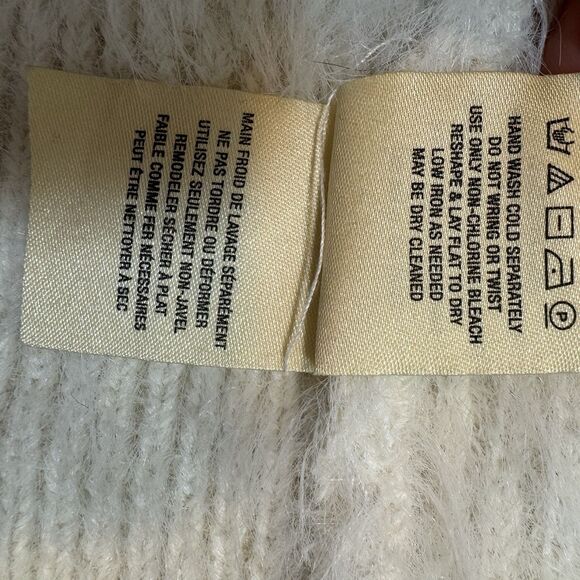 HAND WASH COLD SEPARATELY
DO NOT WRING OR TWIST
USE ONLY NON-CHLORINE BLEACH
RESHAPE & LAY FLAT TO DRY
LOW IRON AS NEEDED
MAY BE DRY CLEANED
MAIN FROID DE LAVAGE SÉPARÉMENT
NE PAS TORDRE OU DÉFORMER
UTILISEZ SEULEMENT NON-JAVEL
REMODELER SÉCHER À PLAT
FAIBLE COMME FER NÉCESSAIRES
PEUT ÊTRE NETTOYER À SEC